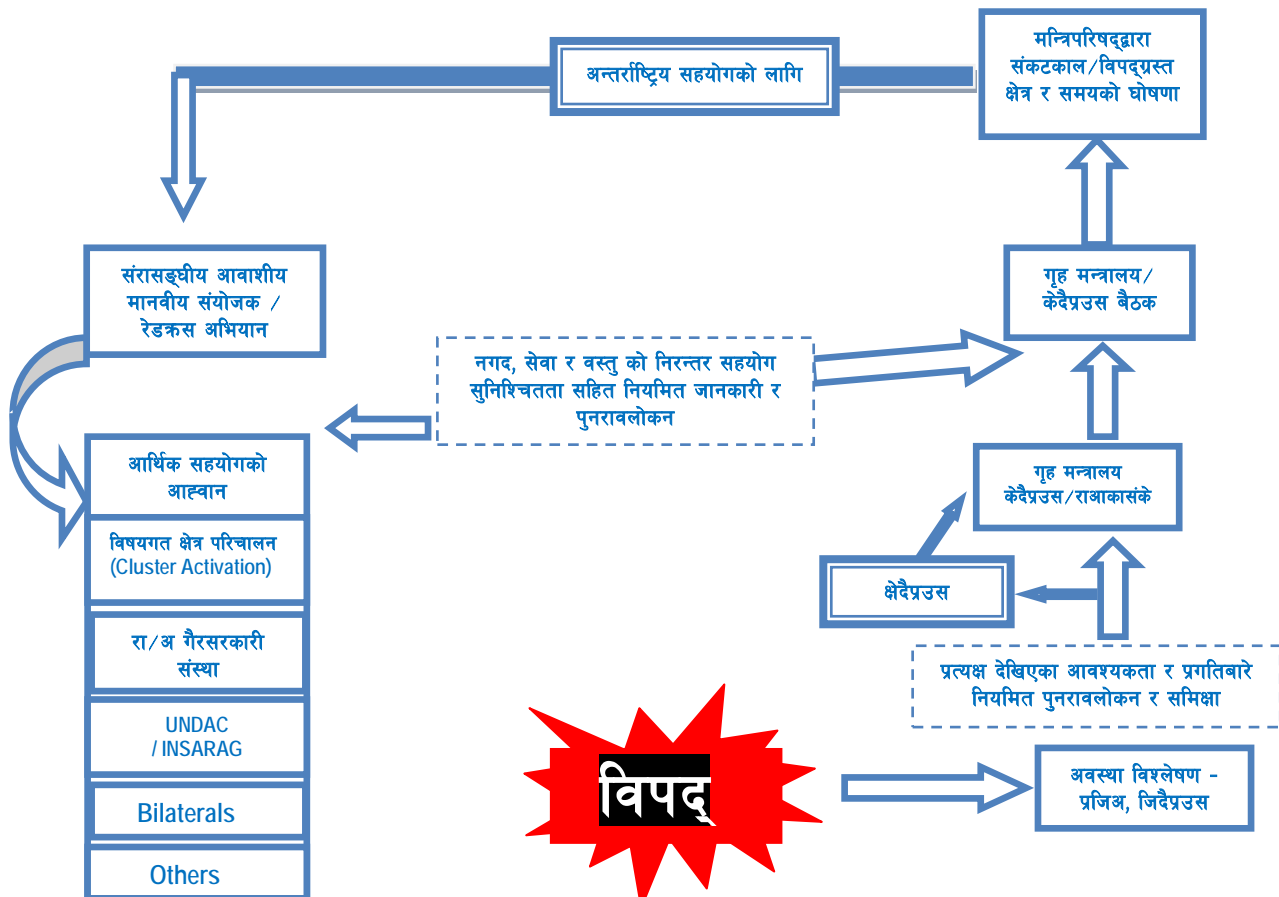 अन्तर्राष्ट्रिय सहयोगको लागि
मन्त्रिपरिषद्द्वारा
संकटकाल/विपद्ग्रस्त
क्षेत्र र समयको घोषणा
संरासङ्घीय आवाशीय
मानवीय संयोजक /
रेडक्रस अभियान
गृह मन्त्रालय/
केदैप्रउस बैठक
नगद, सेवा र वस्तु को निरन्तर सहयोग
सुनिश्चितता सहित नियमित जानकारी र
पुनरावलोकन
आर्थिक सहयोगको
आह्वान
विषयगत क्षेत्र परिचालन
(Cluster Activation)
रा/अ गैरसरकारी
संस्था
UNDAC
/ INSARAG
Bilaterals
Others
गृह मन्त्रालय
केदैप्रउस/राआकासंके
क्षेदैप्रउस
प्रत्यक्ष देखिएका आवश्यकता र प्रगतिबारे
नियमित पुनरावलोकन र समिक्षा
विपद्
अवस्था विश्लेषण -
प्रजिअ, जिदैप्रउस